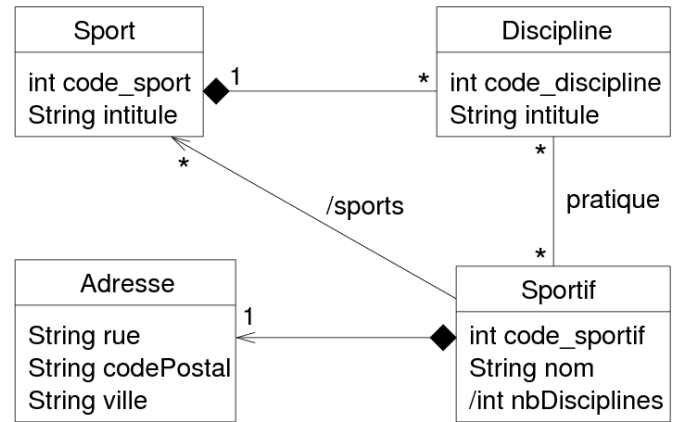 Sport
int code_sport
String intitule
1
*
Discipline
int code_discipline
String intitule
*
*
/sports
pratique
*
Adresse
String rue
String codePostal
String ville
1
Sportif
int code_sportif
String nom
/int nbDisciplines